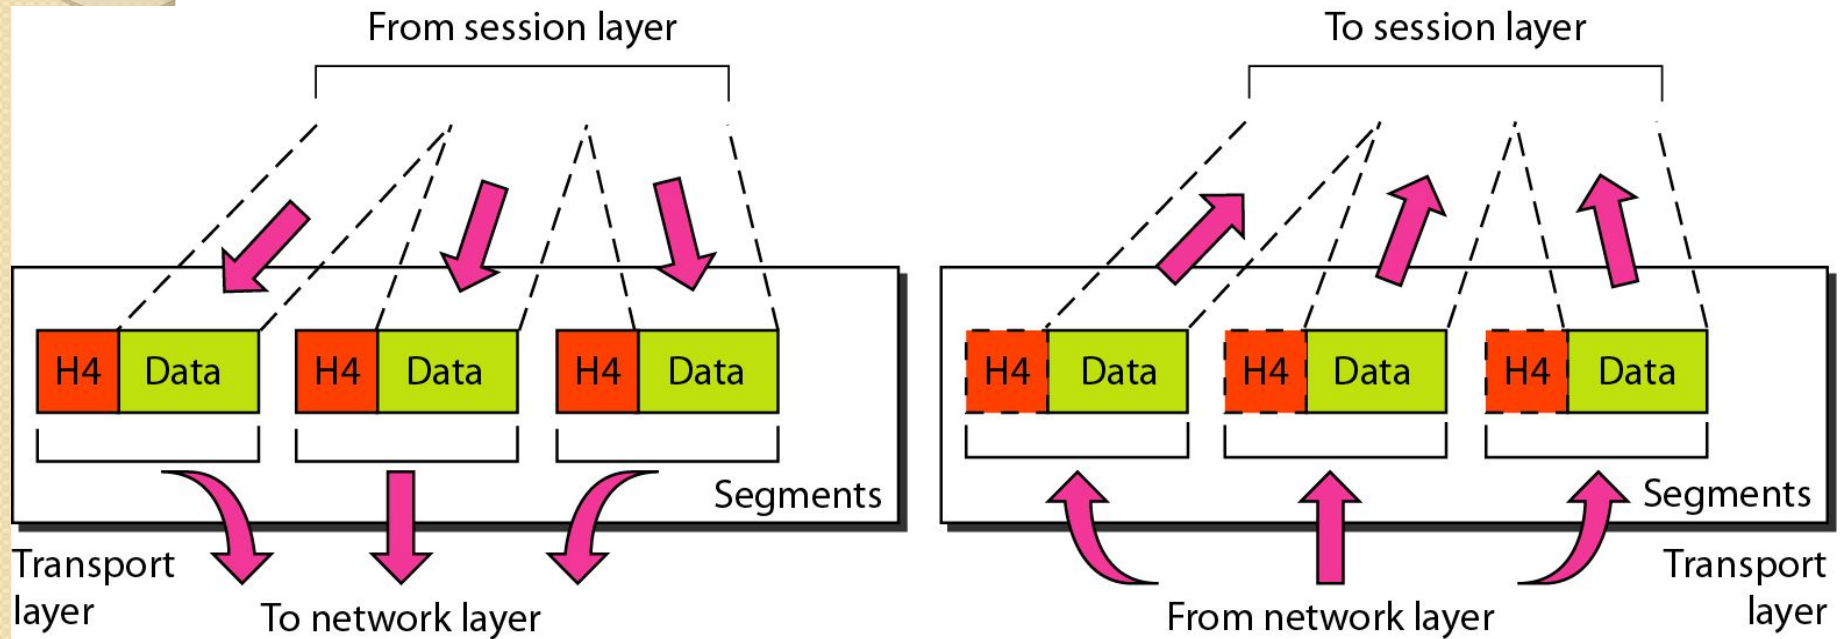 From session layer
H4 Data H4 Data H4 Data
Segments
Transport
layer
To network layer
To session layer
H4 Data H4 Data H4 Data
Segments
Transport
layer
From network layer